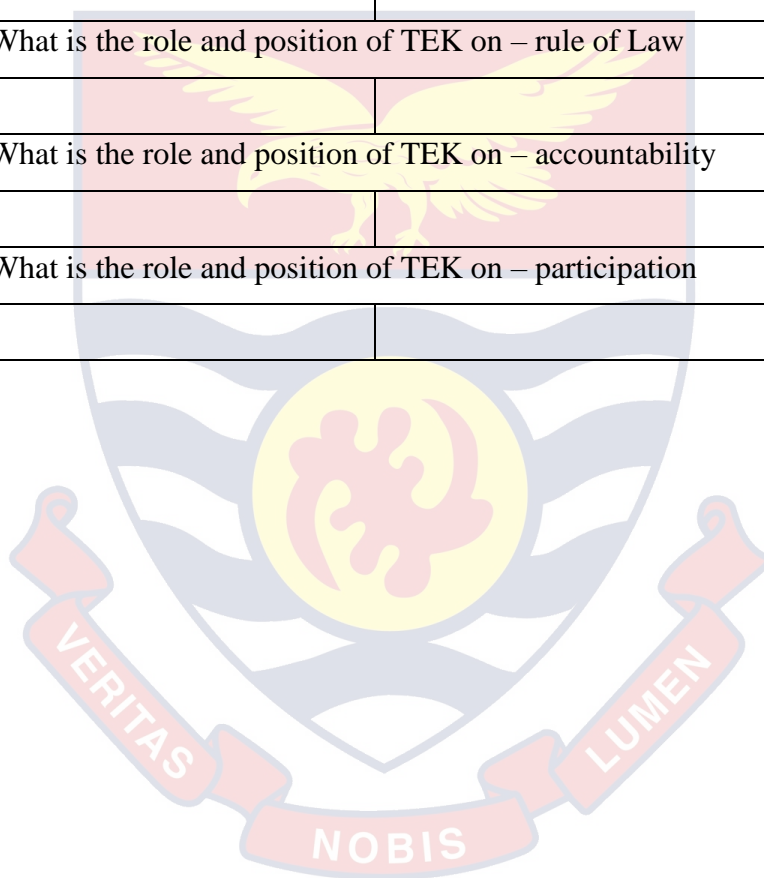 What is the role and position of TEK on – rule of Law
What is the role and position of TEK on – accountability
What is the role and position of TEK on – participation
VERITAS
NOBIS
LUMEN